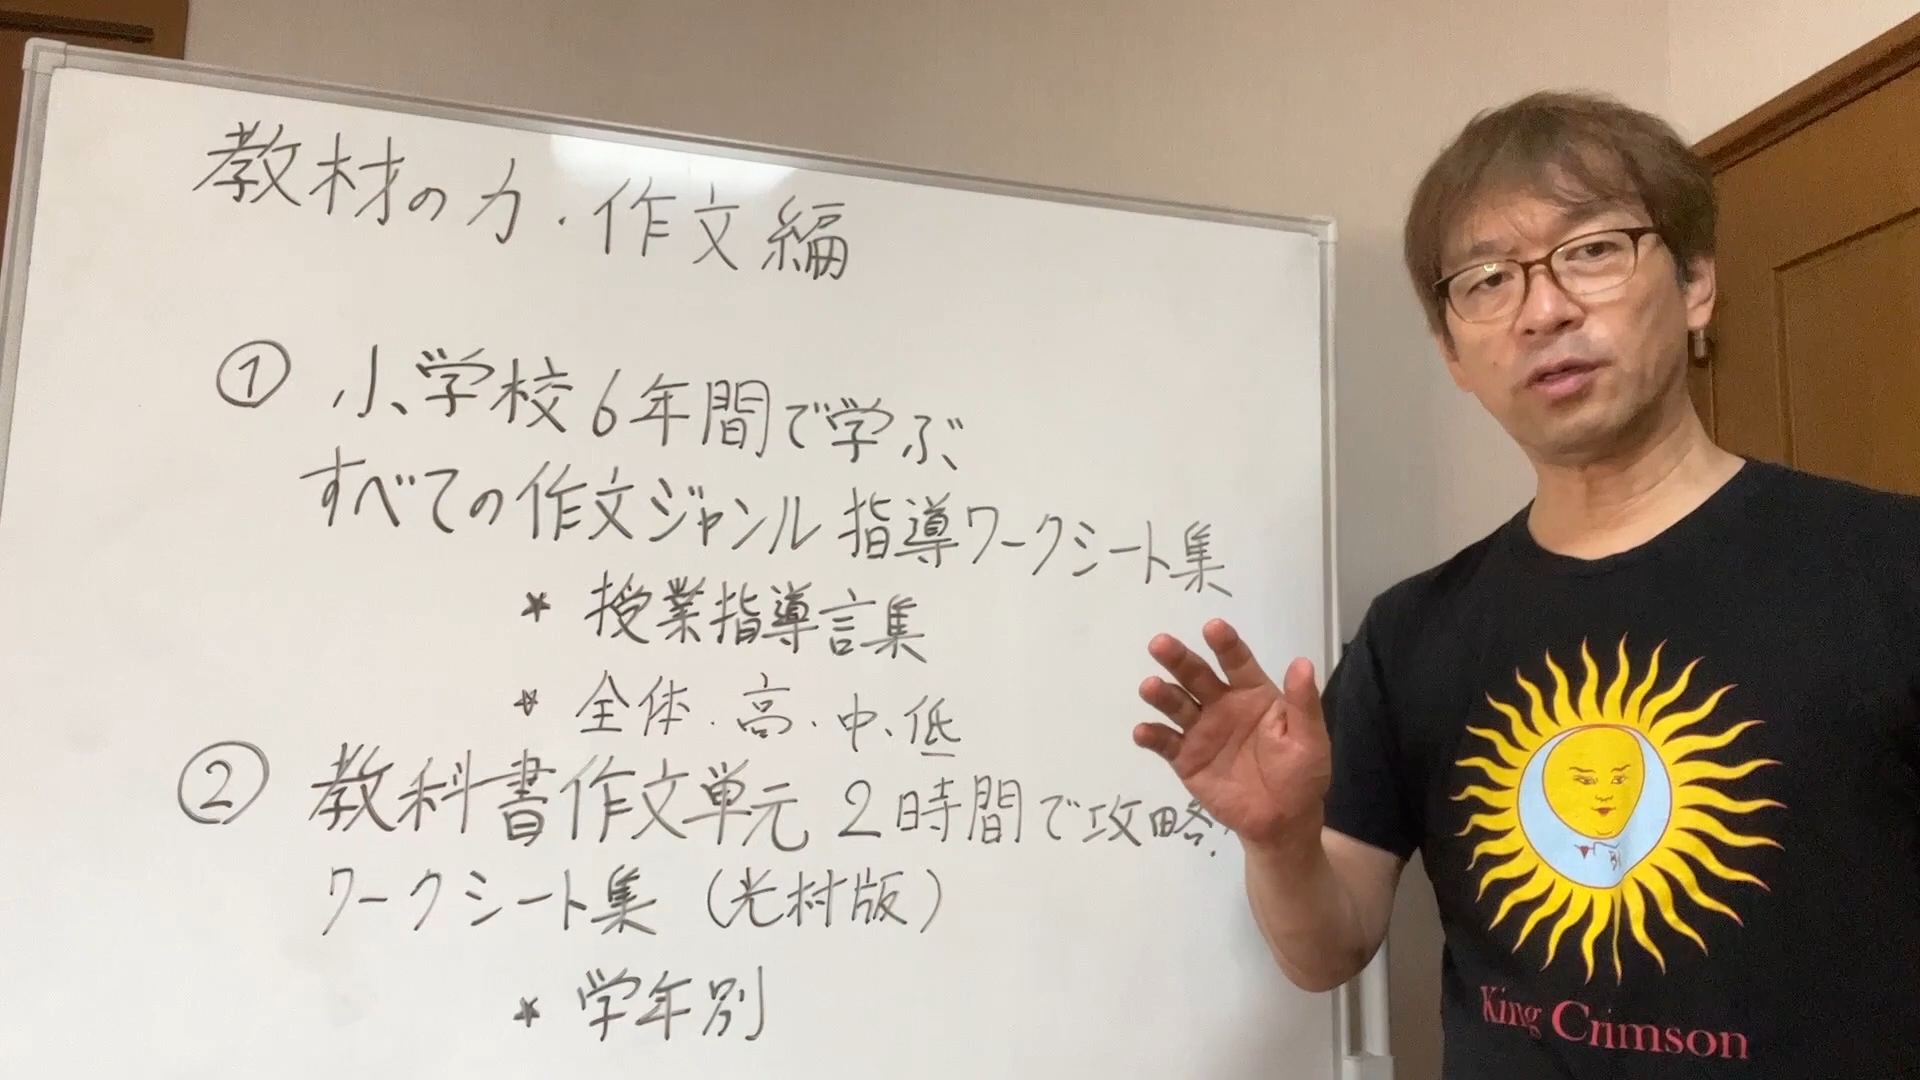 教材の力・作文編
① 小学校6年間で学ぶ
すべての作文ジャンル指導ワークシート集
* 授業指導言集
* 全体.高.中.低
② 教科書作文単元2時間で攻略
ワークシート集(光村版)
* 学年別
King Crimson